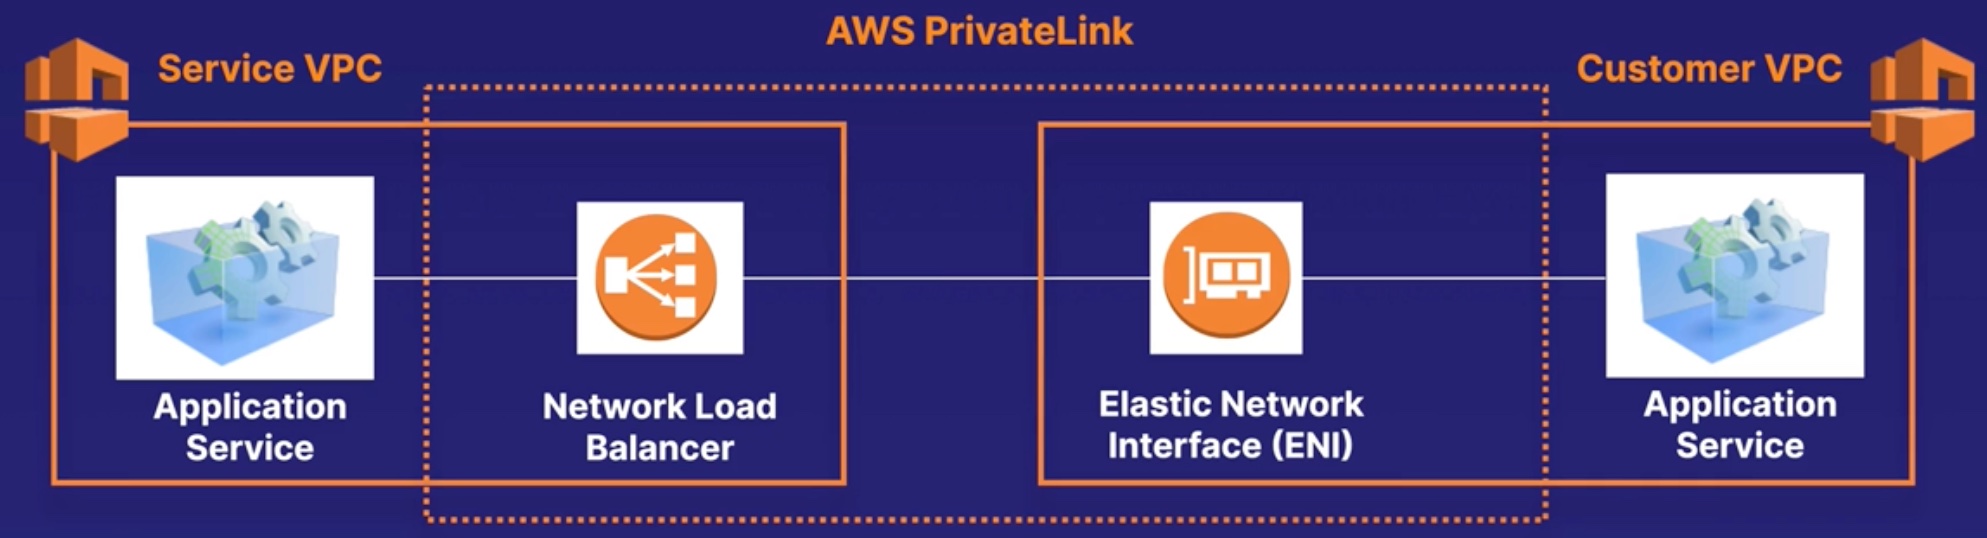 AWS PrivateLink
Service VPC
Customer VPC
Application
Service
Network Load
Balancer
Elastic Network
Interface (ENI)
Application
Service